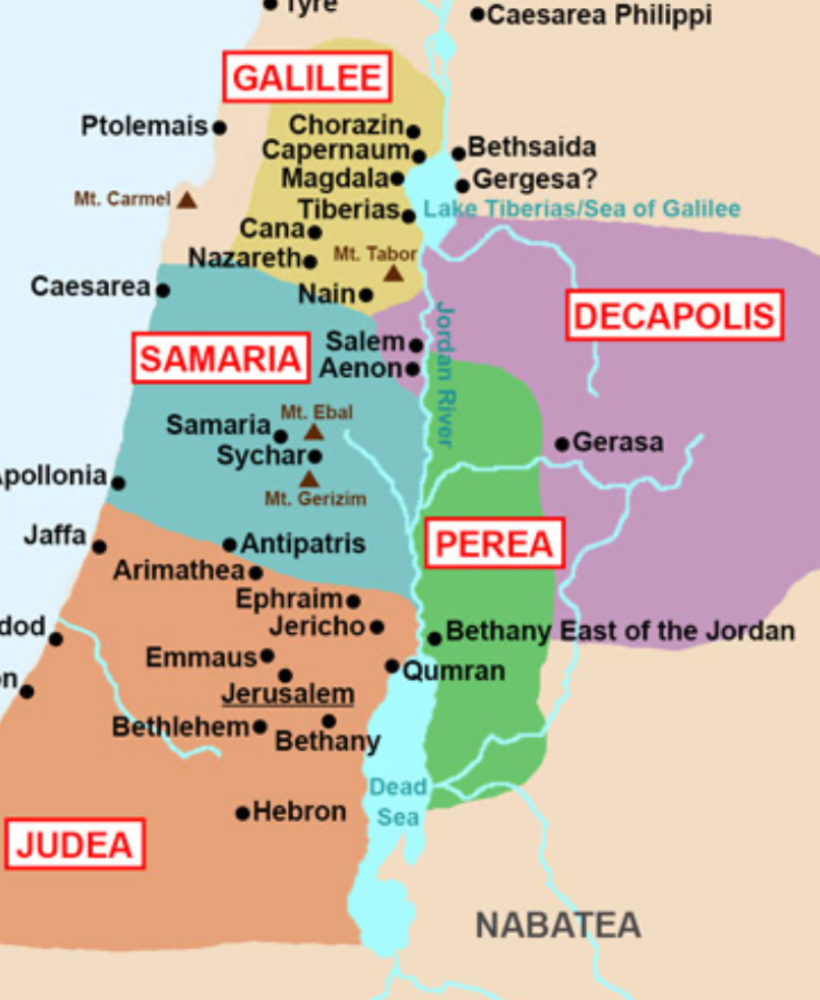 Tyre
Caesarea Philippi
GALILEE
Ptolemais
Chorazin
Capernaum
Bethsaida
Magdala
Gergesa?
Mt. Carmel
Tiberias
Lake Tiberias/Sea of Galilee
Cana
Nazareth
Mt. Tabor
Caesarea
Nain
DECAPOLIS
Jordan River
Salem
SAMARIA
Aenon
Mt. Ebal
Samaria
Gerasa
Sychar
Apollonia
Mt. Gerizim
Jaffa
Antipatris
PEREA
Arimathea
Ephraim
Jericho
dod
Bethany East of the Jordan
Emmaus
Qumran
on
Jerusalem
Bethlehem
Bethany
Dead
Sea
Hebron
JUDEA
NABATEA